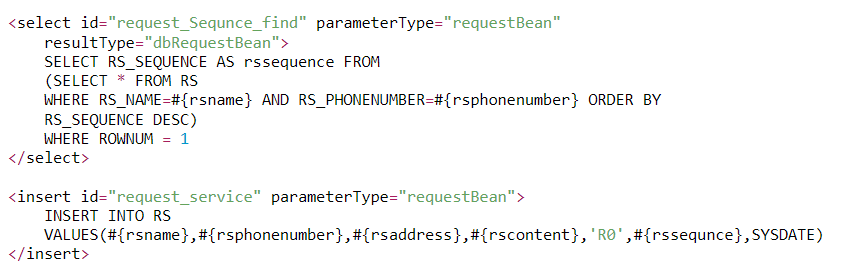 <select id="request_Sequnce_find" parameterType="requestBean"
resultType="dbRequestBean">
SELECT RS_SEQUENCE AS rssequence FROM
(SELECT * FROM RS
WHERE RS_NAME=#{rsname} AND RS_PHONENUMBER=#{rsphonenumber} ORDER BY
RS_SEQUENCE DESC)
WHERE ROWNUM = 1
</select>
<insert id="request_service" parameterType="requestBean">
INSERT INTO RS
VALUES(#{rsname},#{rsphonenumber},#{rsaddress},#{rscontent},'R0',#{rssequnce},SYSDATE)
</insert>